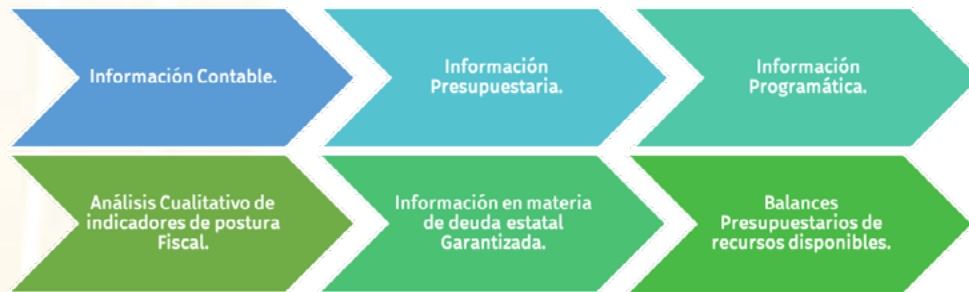 Información Contable.
Información
Presupuestaria.
Información
Programática.
Análisis Cualitativo de
indicadores de postura
Fiscal.
Información en materia
de deuda estatal
Garantizada.
Balances
Presupuestarios de
recursos disponibles.